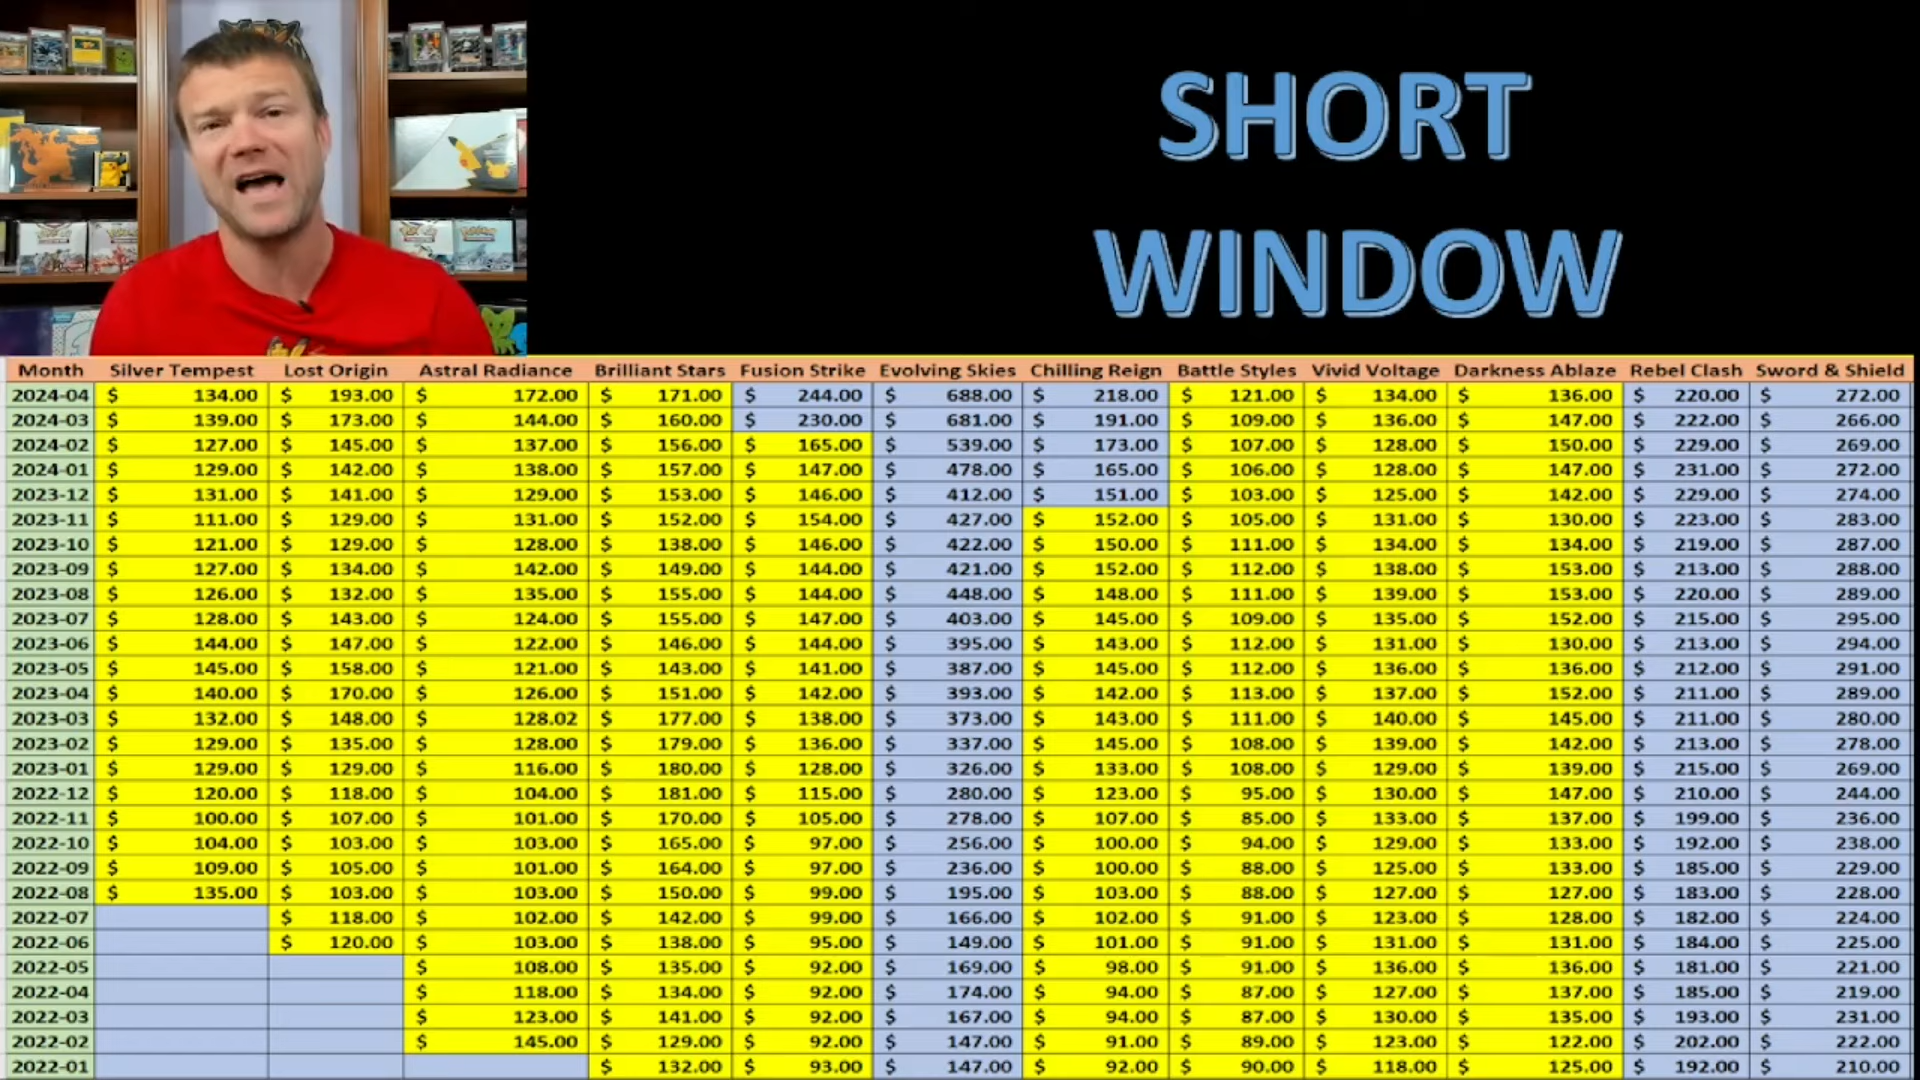 SHORT
WINDOW
Month Silver Tempest Lost Origin Astral Radiance Brilliant Stars Fusion Strike Evolving Skies Chilling Reign Battle Styles Vivid Voltage Darkness Ablaze Rebel Clash Sword & Shield
2024-04 $ 134.00 $ 193.00 $ 172.00 $ 171.00 $ 244.00 $ 688.00 $ 218.00 $ 121.00 $ 134.00 $ 136.00 $ 220.00 $ 272.00
2024-03 $ 139.00 $ 173.00 $ 144.00 $ 160.00 $ 230.00 $ 681.00 $ 191.00 $ 109.00 $ 136.00 $ 147.00 $ 222.00 $ 266.00
2024-02 $ 127.00 $ 145.00 $ 137.00 $ 156.00 $ 165.00 $ 539.00 $ 173.00 $ 107.00 $ 128.00 $ 150.00 $ 229.00 $ 269.00
2024-01 $ 129.00 $ 142.00 $ 138.00 $ 157.00 $ 147.00 $ 478.00 $ 165.00 $ 106.00 $ 128.00 $ 147.00 $ 231.00 $ 272.00
2023-12 $ 131.00 $ 141.00 $ 129.00 $ 153.00 $ 146.00 $ 412.00 $ 151.00 $ 103.00 $ 125.00 $ 142.00 $ 229.00 $ 274.00
2023-11 $ 111.00 $ 129.00 $ 131.00 $ 152.00 $ 154.00 $ 427.00 $ 152.00 $ 105.00 $ 131.00 $ 130.00 $ 223.00 $ 283.00
2023-10 $ 121.00 $ 129.00 $ 128.00 $ 138.00 $ 146.00 $ 422.00 $ 150.00 $ 111.00 $ 134.00 $ 134.00 $ 219.00 $ 287.00
2023-09 $ 127.00 $ 134.00 $ 142.00 $ 149.00 $ 144.00 $ 421.00 $ 152.00 $ 112.00 $ 138.00 $ 153.00 $ 213.00 $ 288.00
2023-08 $ 126.00 $ 132.00 $ 135.00 $ 155.00 $ 144.00 $ 448.00 $ 148.00 $ 111.00 $ 139.00 $ 153.00 $ 220.00 $ 289.00
2023-07 $ 128.00 $ 143.00 $ 124.00 $ 155.00 $ 147.00 $ 403.00 $ 145.00 $ 109.00 $ 135.00 $ 152.00 $ 215.00 $ 295.00
2023-06 $ 144.00 $ 147.00 $ 122.00 $ 146.00 $ 144.00 $ 395.00 $ 143.00 $ 112.00 $ 131.00 $ 130.00 $ 213.00 $ 294.00
2023-05 $ 145.00 $ 158.00 $ 121.00 $ 143.00 $ 141.00 $ 387.00 $ 145.00 $ 112.00 $ 136.00 $ 136.00 $ 212.00 $ 291.00
2023-04 $ 140.00 $ 170.00 $ 126.00 $ 151.00 $ 142.00 $ 393.00 $ 142.00 $ 113.00 $ 137.00 $ 152.00 $ 211.00 $ 289.00
2023-03 $ 132.00 $ 148.00 $ 128.02 $ 177.00 $ 138.00 $ 373.00 $ 143.00 $ 111.00 $ 140.00 $ 145.00 $ 211.00 $ 280.00
2023-02 $ 129.00 $ 135.00 $ 128.00 $ 179.00 $ 136.00 $ 337.00 $ 145.00 $ 108.00 $ 139.00 $ 142.00 $ 213.00 $ 278.00
2023-01 $ 129.00 $ 129.00 $ 116.00 $ 180.00 $ 128.00 $ 326.00 $ 133.00 $ 108.00 $ 129.00 $ 139.00 $ 215.00 $ 269.00
2022-12 $ 120.00 $ 118.00 $ 104.00 $ 181.00 $ 115.00 $ 280.00 $ 123.00 $ 95.00 $ 130.00 $ 147.00 $ 210.00 $ 244.00
2022-11 $ 100.00 $ 107.00 $ 101.00 $ 170.00 $ 105.00 $ 278.00 $ 107.00 $ 85.00 $ 133.00 $ 137.00 $ 199.00 $ 236.00
2022-10 $ 104.00 $ 103.00 $ 103.00 $ 165.00 $ 97.00 $ 256.00 $ 100.00 $ 94.00 $ 129.00 $ 133.00 $ 192.00 $ 238.00
2022-09 $ 109.00 $ 105.00 $ 101.00 $ 164.00 $ 97.00 $ 236.00 $ 100.00 $ 88.00 $ 125.00 $ 133.00 $ 185.00 $ 229.00
2022-08 $ 135.00 $ 103.00 $ 103.00 $ 150.00 $ 99.00 $ 195.00 $ 103.00 $ 88.00 $ 127.00 $ 127.00 $ 183.00 $ 228.00
2022-07 $ 118.00 $ 102.00 $ 142.00 $ 99.00 $ 166.00 $ 102.00 $ 91.00 $ 123.00 $ 128.00 $ 182.00 $ 224.00
2022-06 $ 120.00 $ 103.00 $ 138.00 $ 95.00 $ 149.00 $ 101.00 $ 91.00 $ 131.00 $ 131.00 $ 184.00 $ 225.00
2022-05 $ 108.00 $ 135.00 $ 92.00 $ 169.00 $ 98.00 $ 91.00 $ 136.00 $ 136.00 $ 181.00 $ 221.00
2022-04 $ 118.00 $ 134.00 $ 92.00 $ 174.00 $ 94.00 $ 87.00 $ 127.00 $ 137.00 $ 185.00 $ 219.00
2022-03 $ 123.00 $ 141.00 $ 92.00 $ 167.00 $ 94.00 $ 87.00 $ 130.00 $ 135.00 $ 193.00 $ 231.00
2022-02 $ 145.00 $ 129.00 $ 92.00 $ 147.00 $ 91.00 $ 89.00 $ 123.00 $ 122.00 $ 202.00 $ 222.00
2022-01 $ 132.00 $ 93.00 $ 147.00 $ 92.00 $ 90.00 $ 118.00 $ 125.00 $ 192.00 $ 210.00